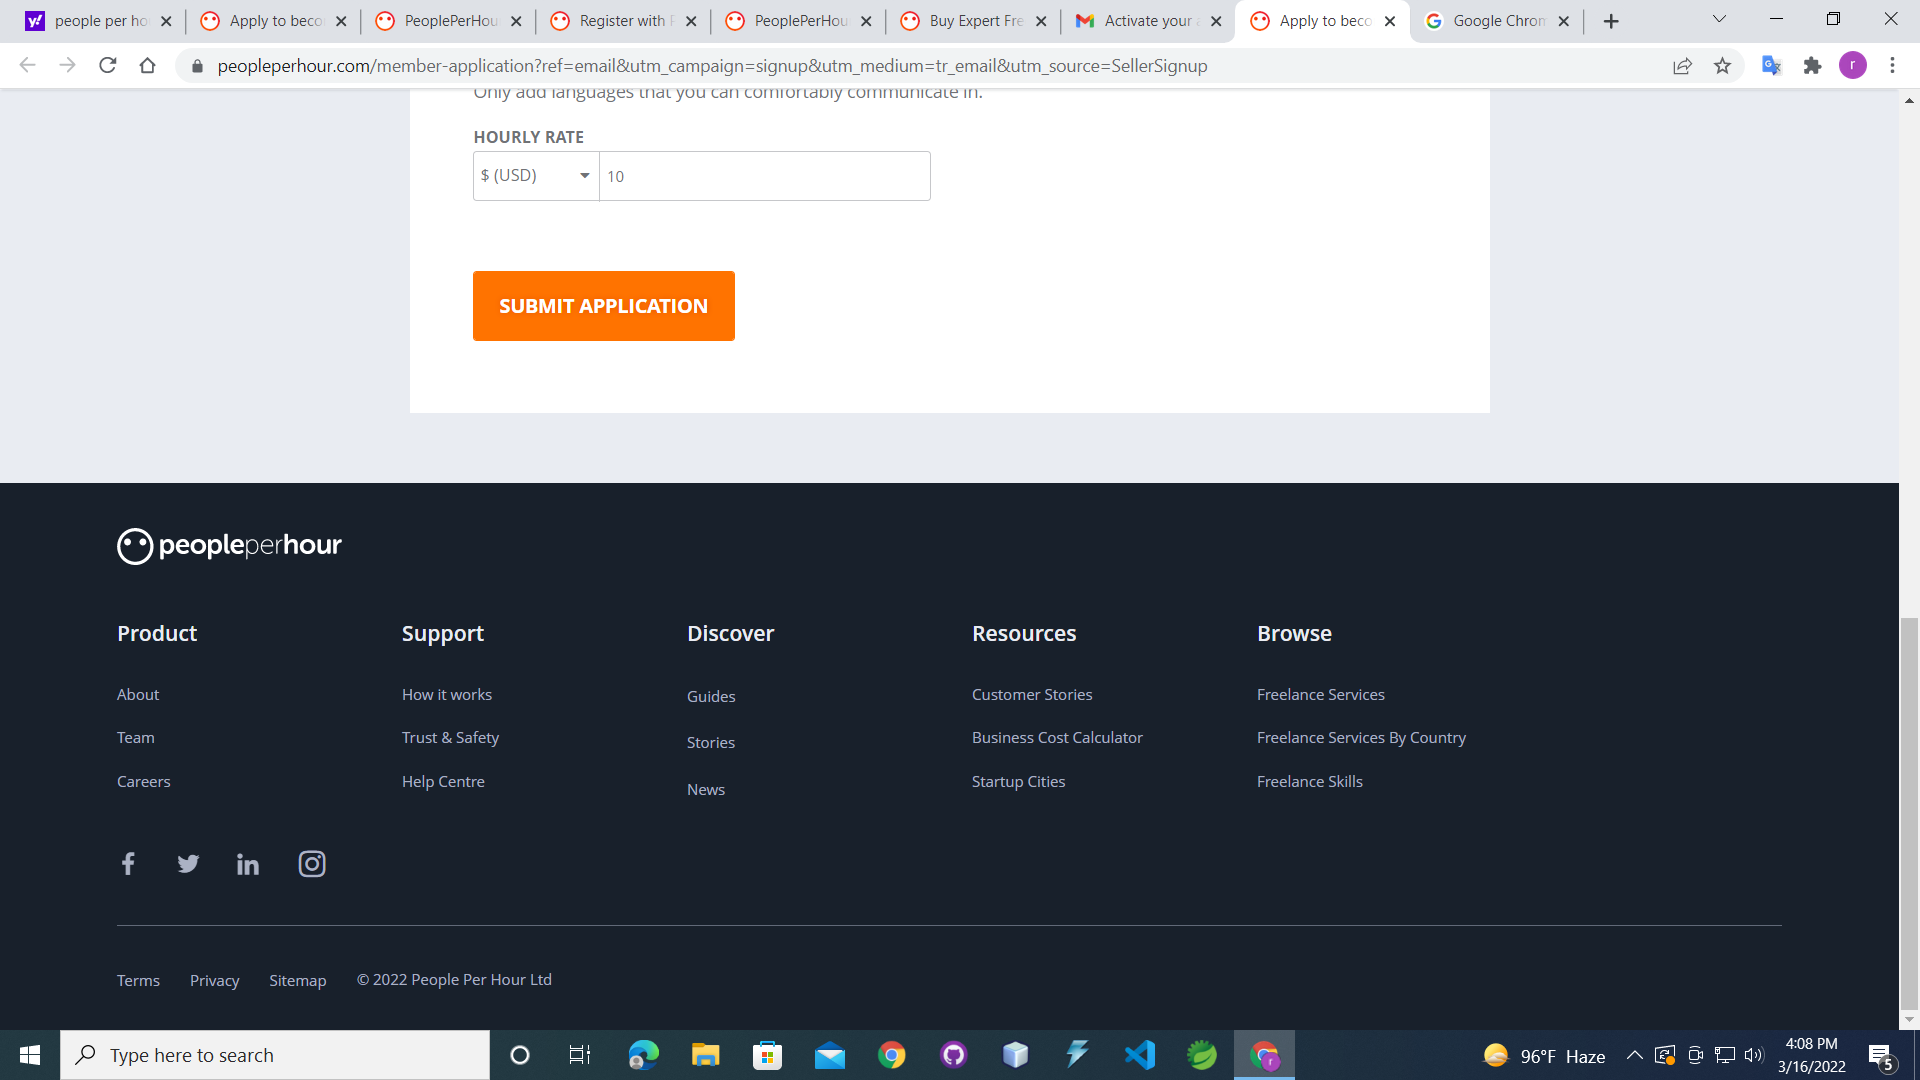 people per ho
Apply to beco
PeoplePerHou
Register with P
PeoplePerHou
Buy Expert Fre
Activate your a
Apply to beco
Google Chrom
peopleperhour.com/member-application?ref=email&utm_campaign=signup&utm_medium=tr_email&utm_source=SellerSignup
r
Only add languages that you can comfortably communicate in.
HOURLY RATE
$ (USD)
10
SUBMIT APPLICATION
peopleperhour
Product
Support
Discover
Resources
Browse
About
How it works
Guides
Customer Stories
Freelance Services
Team
Trust & Safety
Stories
Business Cost Calculator
Freelance Services By Country
Careers
Help Centre
News
Startup Cities
Freelance Skills
Terms
Privacy
Sitemap
© 2022 People Per Hour Ltd
Type here to search
96°F Haze
4:08 PM
3/16/2022
5